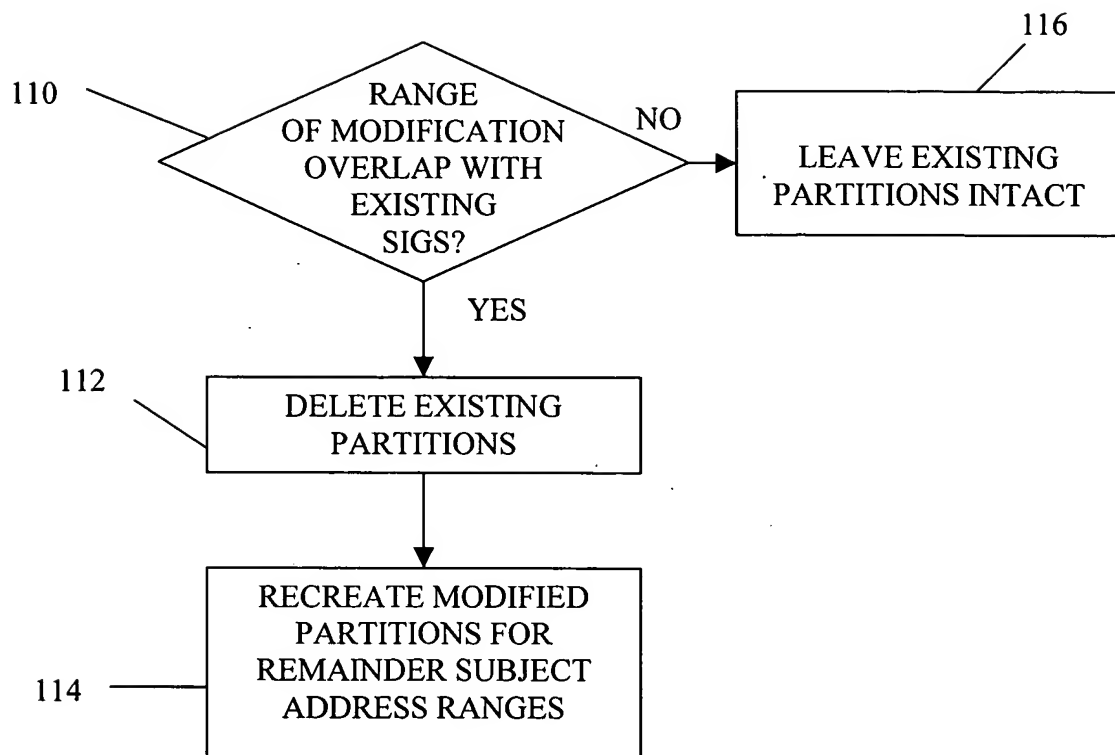 116
110
RANGE
OF MODIFICATION
OVERLAP WITH
EXISTING
SIGS?
NO
LEAVE EXISTING
PARTITIONS INTACT
YES
112
DELETE EXISTING
PARTITIONS
RECREATE MODIFIED
PARTITIONS FOR
REMAINDER SUBJECT
ADDRESS RANGES
114